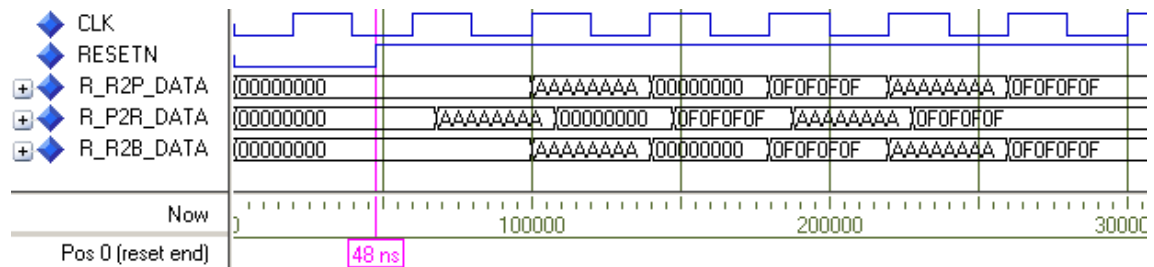 CLK
RESETN
R_R2P_DATA 00000000 AAAAAAAA 00000000 0F0F0F0F AAAAAAAA 0F0F0F0F
R_P2R_DATA 00000000 AAAAAAAA 00000000 0F0F0F0F AAAAAAAA 0F0F0F0F
R_R2B_DATA 00000000 AAAAAAAA 00000000 0F0F0F0F AAAAAAAA 0F0F0F0F
Now 100000 200000 30000
Pos 0 (reset end) 48 ns